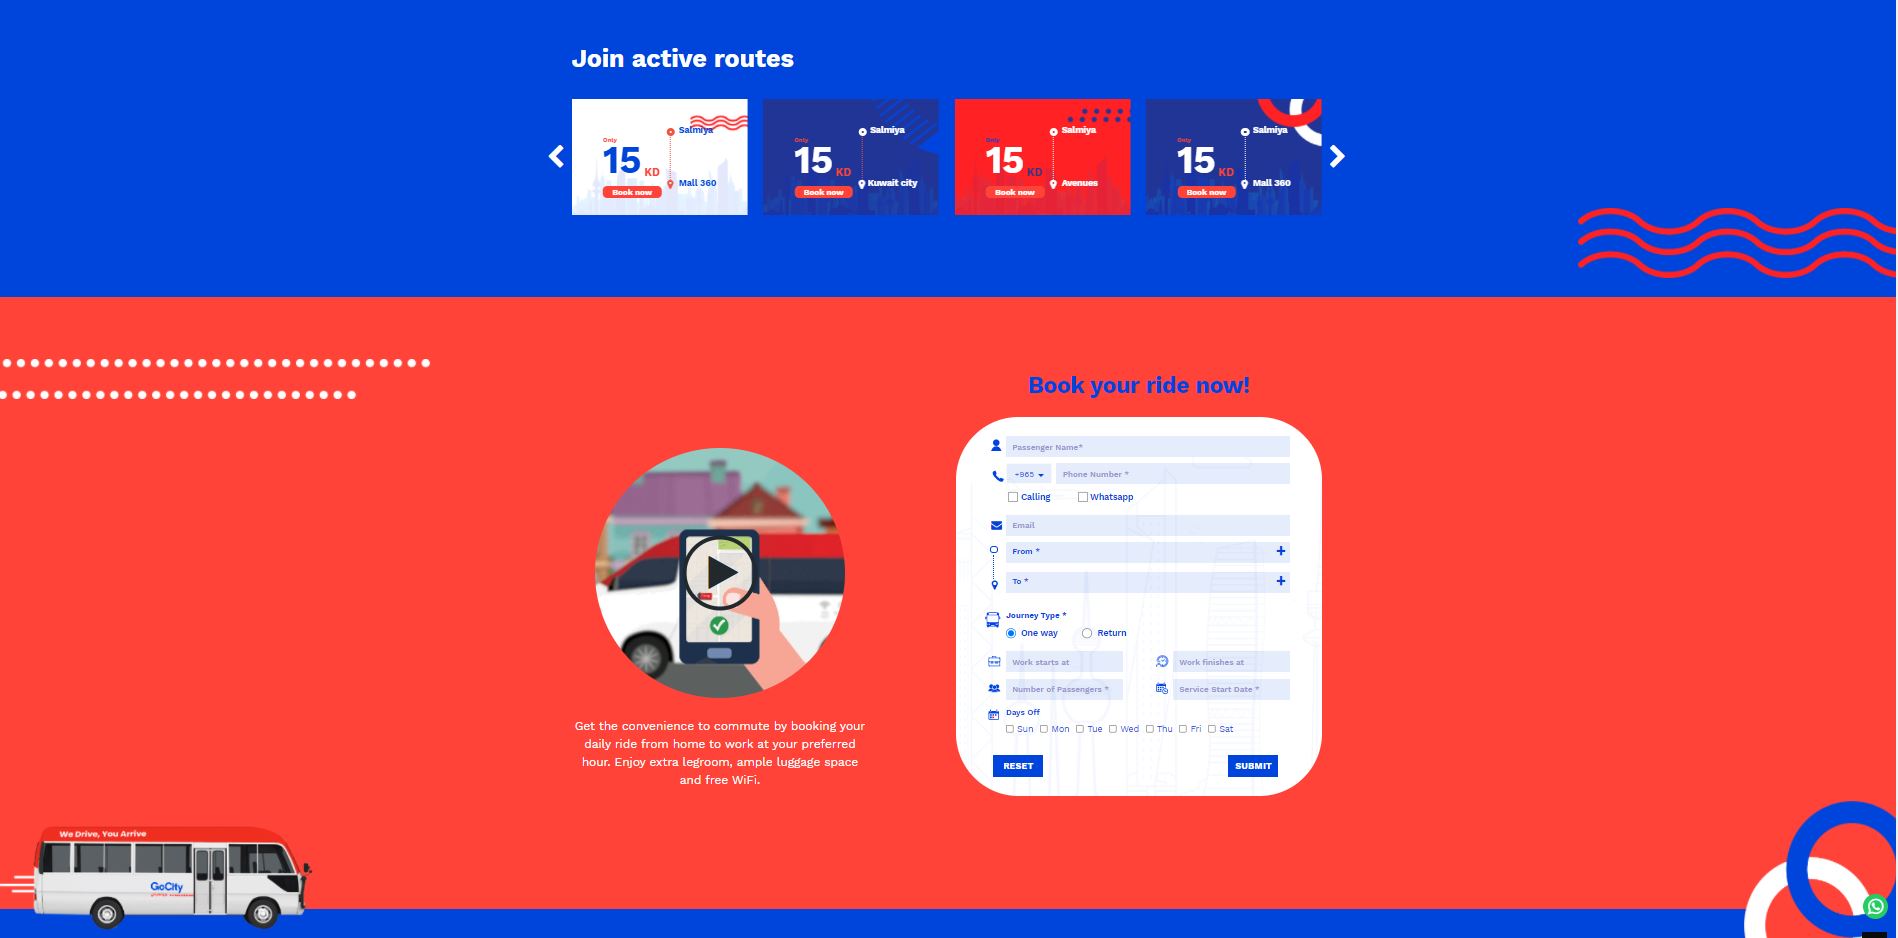 Join active routes
Only
15 KD
Book now
Salmiya
Mall 360
Only
15 KD
Book now
Salmiya
Kuwait city
Only
15 KD
Book now
Salmiya
Avenues
Only
15 KD
Book now
Salmiya
Mall 360
Get the convenience to commute by booking your
daily ride from home to work at your preferred
hour. Enjoy extra legroom, ample luggage space
and free WiFi.
Book your ride now!
Passenger Name*
+965 Phone Number *
Calling Whatsapp
Email
From * +
To * +
Journey Type *
One way Return
Work starts at Work finishes at
Number of Passengers * Service Start Date *
Days Off
Sun Mon Tue Wed Thu Fri Sat
RESET SUBMIT
We Drive, You Arrive
GoCity